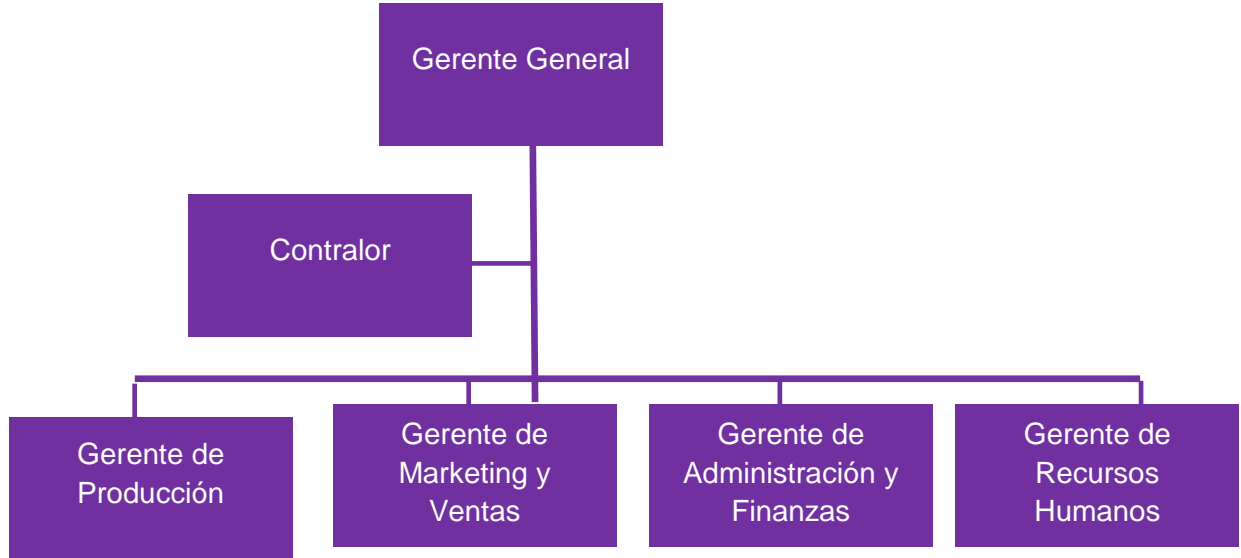 Gerente General
Contralor
Gerente de
Producción
Gerente de
Marketing y
Ventas
Gerente de
Administración y
Finanzas
Gerente de
Recursos
Humanos